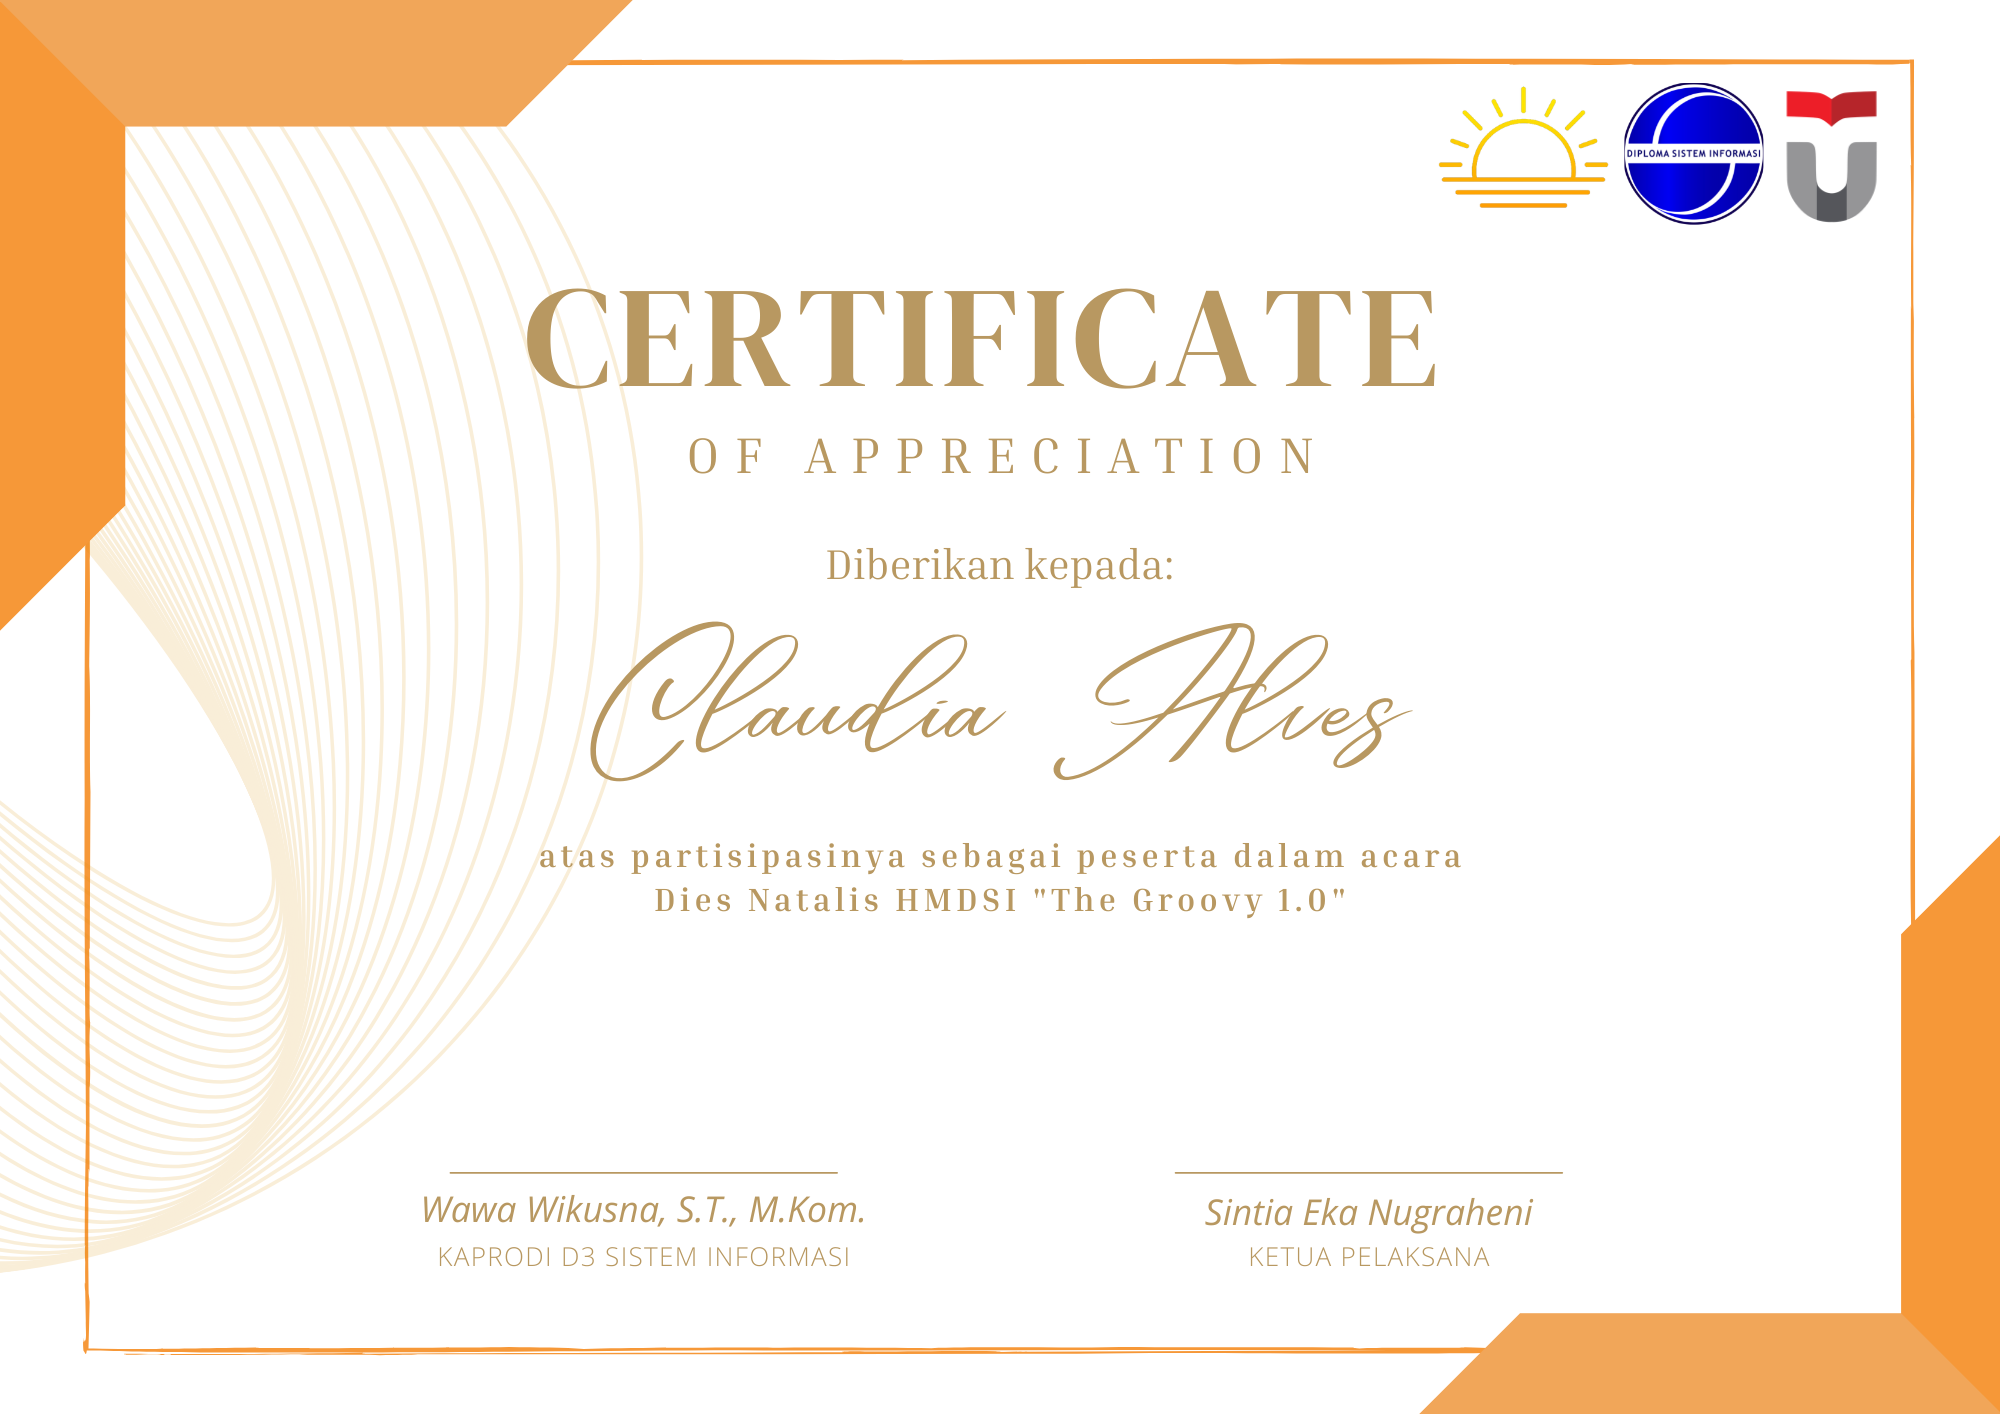 DIPLOMA SISTEM INFORMASI
CERTIFICATE
OF APPRECIATION
Diberikan kepada:
Claudia Alves
atas partisipasinya sebagai peserta dalam acara
Dies Natalis HMDSI "The Groovy 1.0"
Wawa Wikusna, S.T., M.Kom.
KAPRODI D3 SISTEM INFORMASI
Sintia Eka Nugraheni
KETUA PELAKSANA